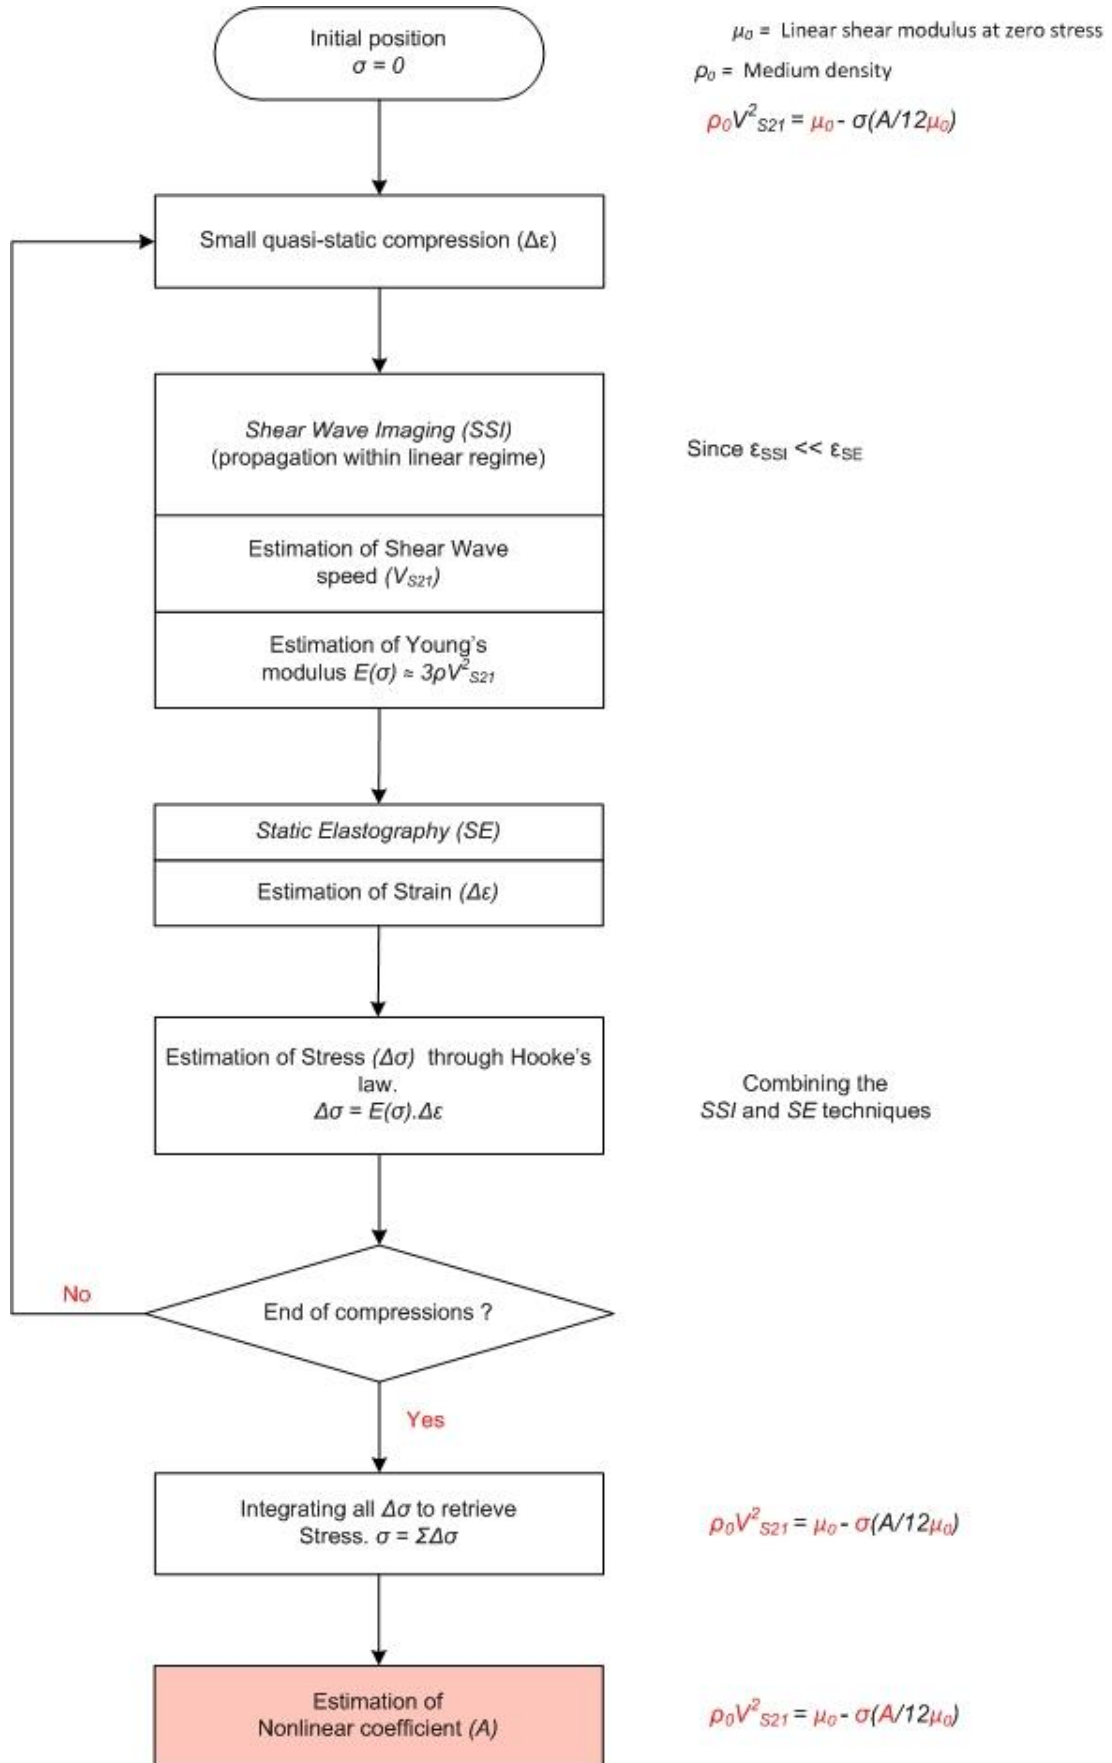 Initial position
σ = 0
μ₀ = Linear shear modulus at zero stress
ρ₀ = Medium density
ρ₀V²S21 = μ₀ - σ(A/12μ₀)
Small quasi-static compression (Δε)
Shear Wave Imaging (SSI)
(propagation within linear regime)
Since εSSI << εSE
Estimation of Shear Wave
speed (VS21)
Estimation of Young's
modulus E(σ) ≈ 3ρV²S21
Static Elastography (SE)
Estimation of Strain (Δε)
Estimation of Stress (Δσ) through Hooke's
law.
Δσ = E(σ).Δε
Combining the
SSI and SE techniques
End of compressions ?
No
Yes
Integrating all Δσ to retrieve
Stress. σ = ΣΔσ
ρ₀V²S21 = μ₀ - σ(A/12μ₀)
Estimation of
Nonlinear coefficient (A)
ρ₀V²S21 = μ₀ - σ(A/12μ₀)